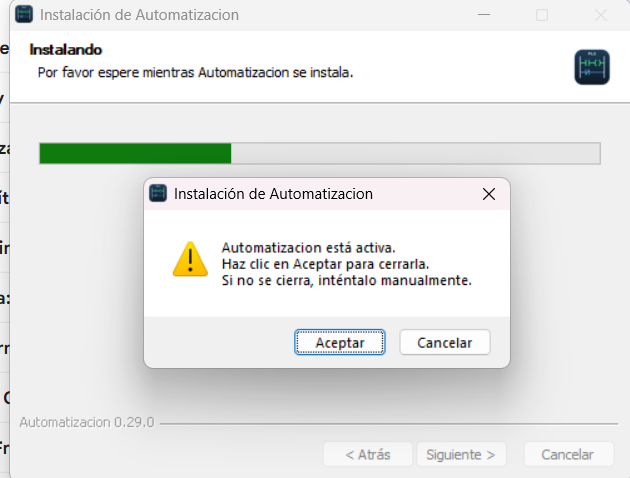 Instalación de Automatizacion
Instalando
Por favor espere mientras Automatizacion se instala.
Instalación de Automatizacion
Automatizacion está activa.
Haz clic en Aceptar para cerrarla.
Si no se cierra, inténtalo manualmente.
Aceptar
Cancelar
Automatizacion 0.29.0
< Atrás
Siguiente >
Cancelar